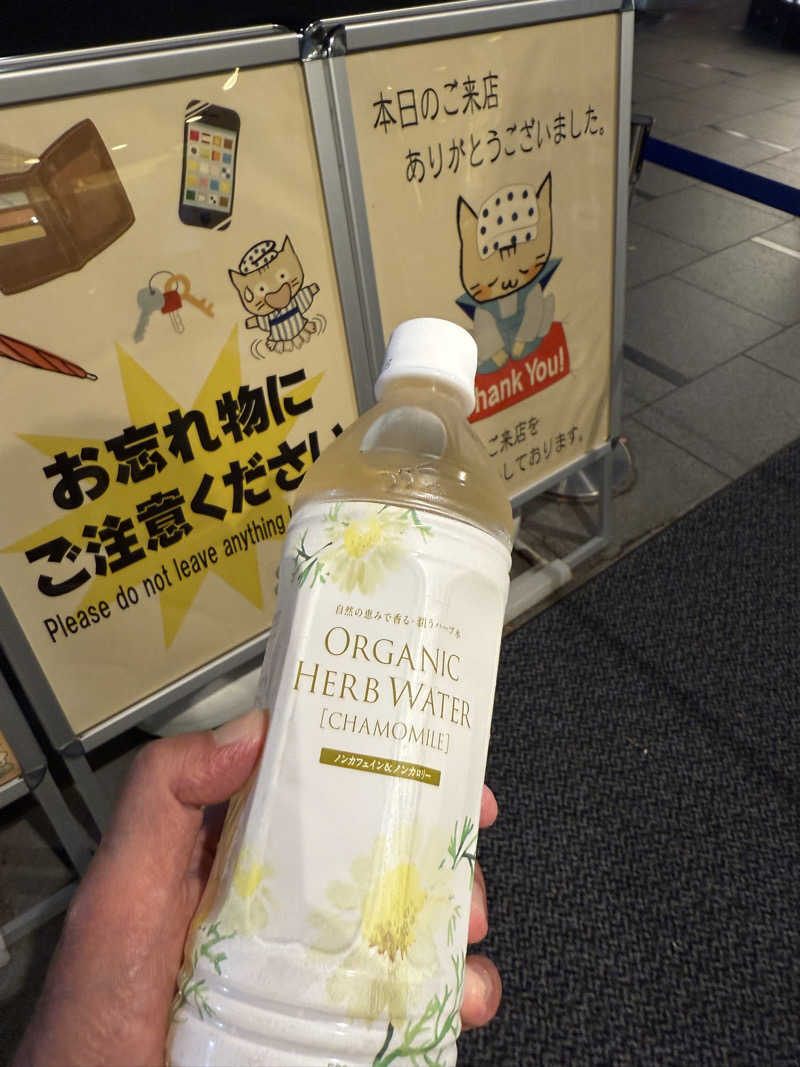 本日のご来店
ありがとうございました。
Thank You!
ご来店を
しております。
お忘れ物に
ご注意ください
Please do not leave anything
自然の恵みで香る・潤うハーブ水
ORGANIC
HERB WATER
[CHAMOMILE]
ノンカフェイン&ノンカロリー